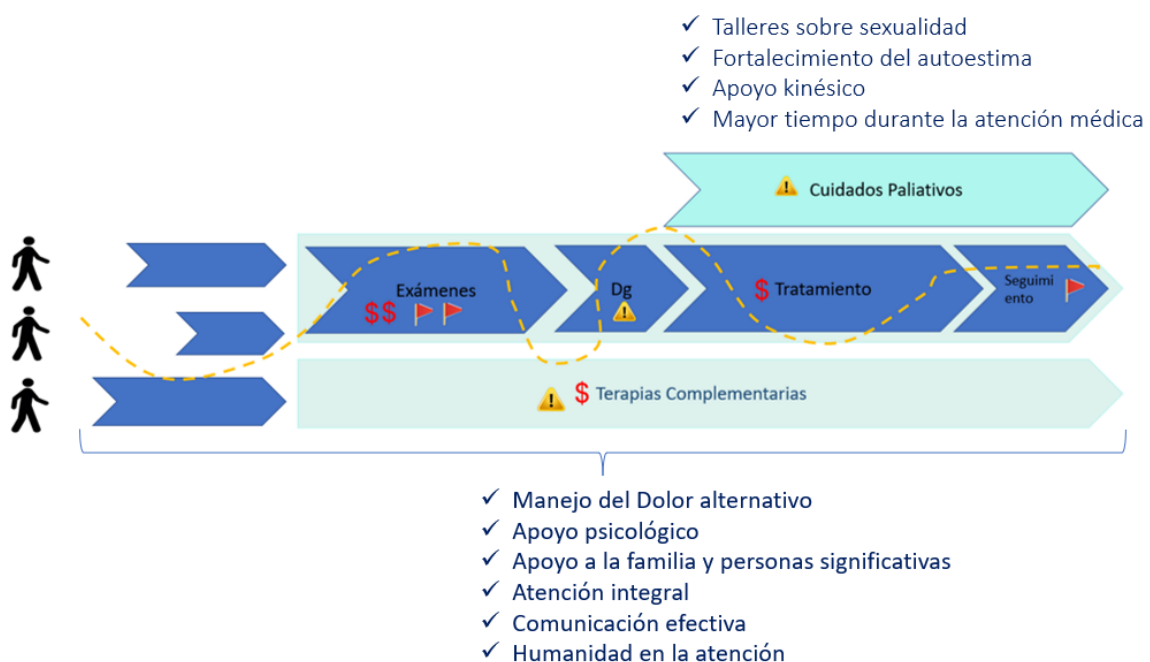 ✓ Talleres sobre sexualidad
✓ Fortalecimiento del autoestima
✓ Apoyo kinésico
✓ Mayor tiempo durante la atención médica
Cuidados Paliativos
Exámenes
$$
Dg
$ Tratamiento
Seguimi
ento
$ Terapias Complementarias
✓ Manejo del Dolor alternativo
✓ Apoyo psicológico
✓ Apoyo a la familia y personas significativas
✓ Atención integral
✓ Comunicación efectiva
✓ Humanidad en la atención